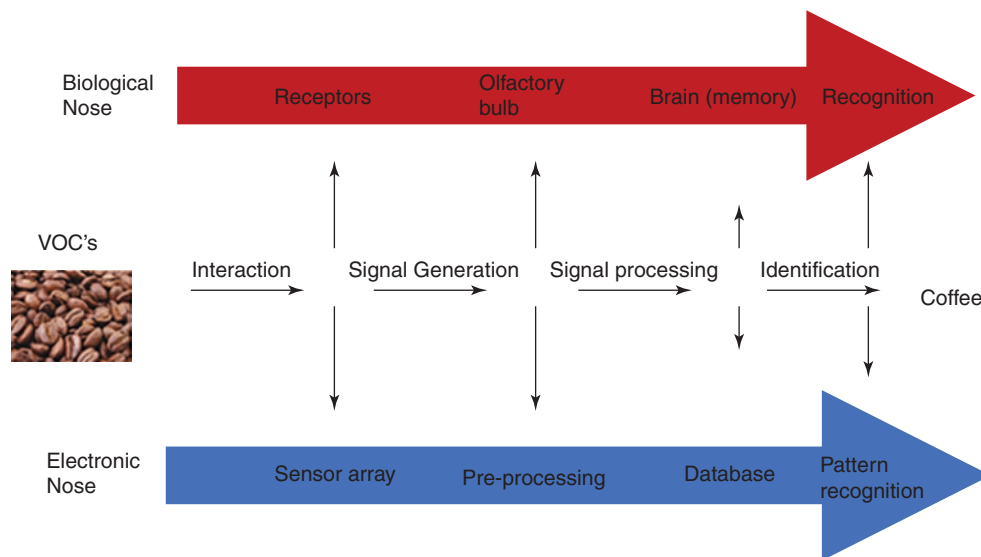 Biological
Nose
Receptors
Olfactory
bulb
Brain (memory)
Recognition
VOC's
Interaction
Signal Generation
Signal processing
Identification
Coffee
Electronic
Nose
Sensor array
Pre-processing
Database
Pattern
recognition